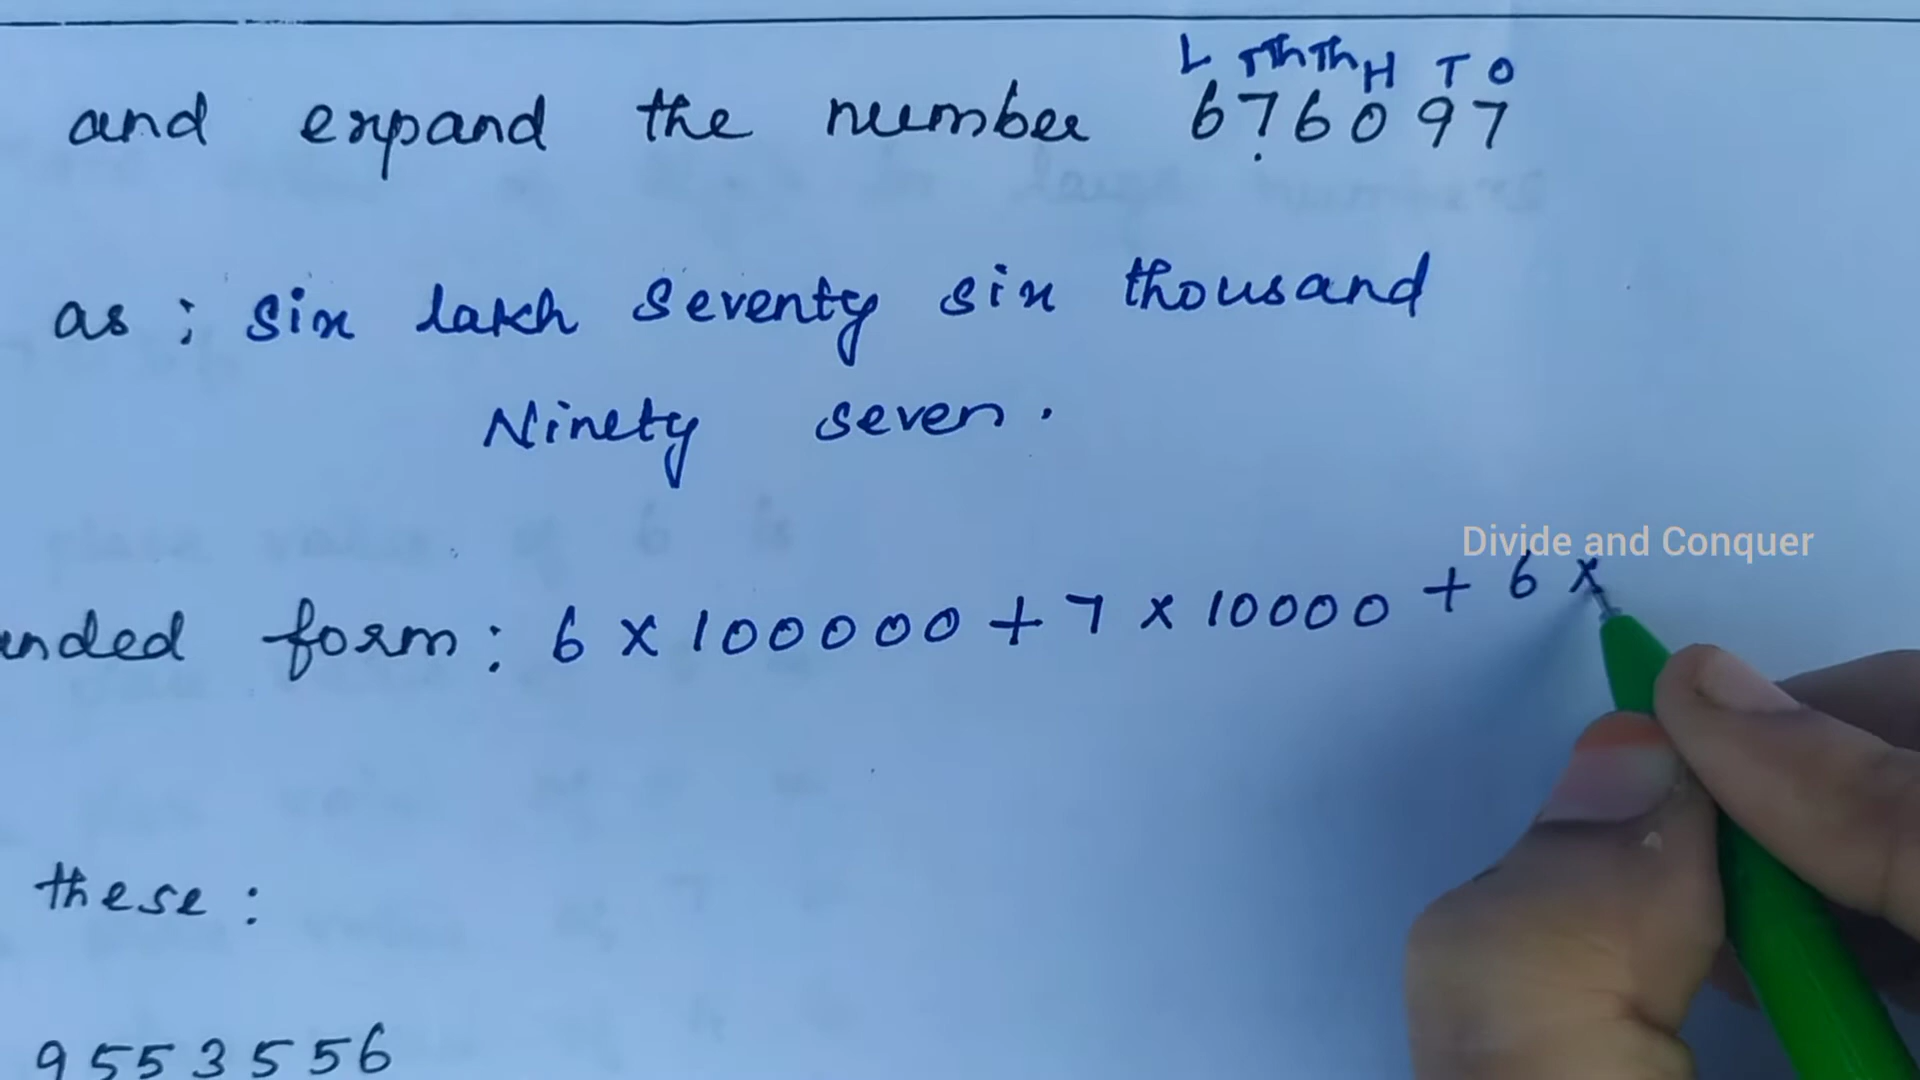 L TTh Th H T O
and expand the number 676097
as : Six lakh Seventy six thousand
Ninety seven.
Divide and Conquer
nded form : 6 x 100000 + 7 x 10000 + 6 x
these :
9553556